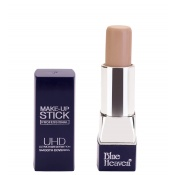 MAKE-UP
STICK
PROFESSIONAL
UHD
Blue
Heaven